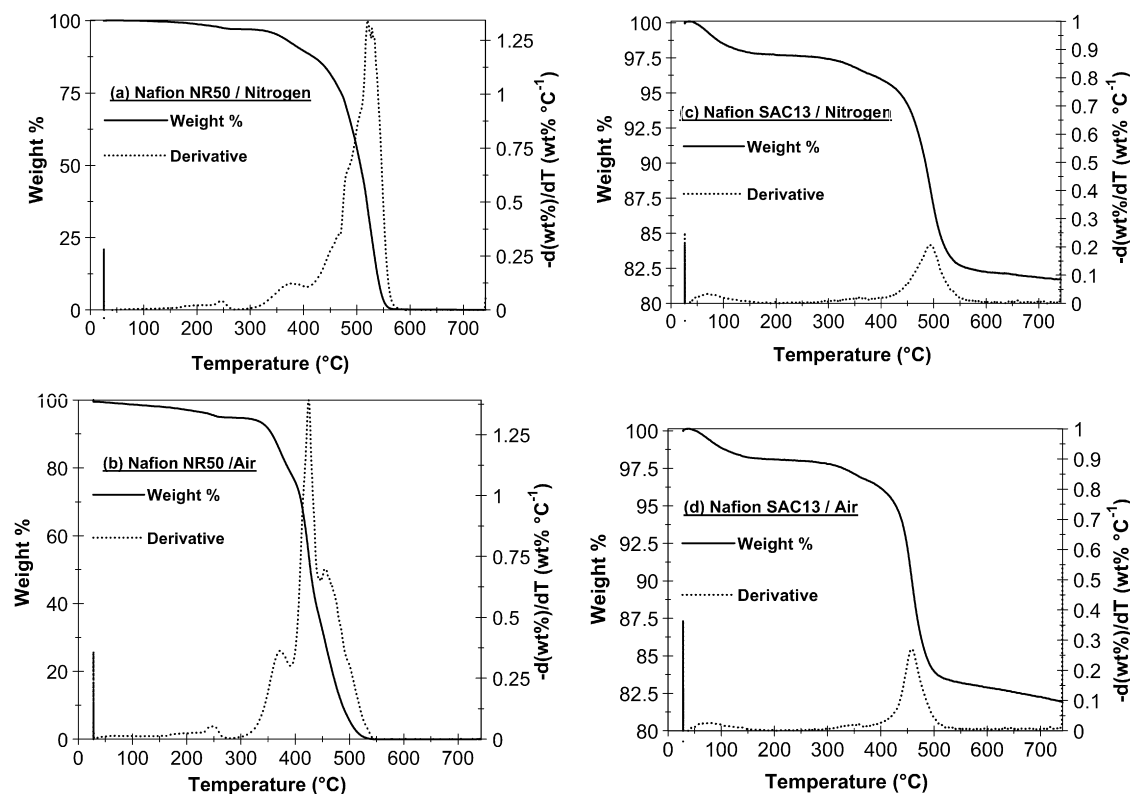 (a) Nafion NR50 / Nitrogen
Weight %
Derivative
100
75
50
25
0
Weight %
0 100 200 300 400 500 600 700
Temperature (°C)
1.25
1
0.75
0.5
0.25
0
-d(wt%)/dT (wt% °C-1)
(c) Nafion SAC13 / Nitrogen
Weight %
Derivative
100
97.5
95
92.5
90
87.5
85
82.5
80
Weight %
0 100 200 300 400 500 600 700
Temperature (°C)
1
0.9
0.8
0.7
0.6
0.5
0.4
0.3
0.2
0.1
0
-d(wt%/dT (wt% °C-1)
(b) Nafion NR50 /Air
Weight %
Derivative
100
80
60
40
20
0
Weight %
0 100 200 300 400 500 600 700
Temperature (°C)
1.25
1
0.75
0.5
0.25
0
-d(wt%)/dT (wt% °C-1)
(d) Nafion SAC13 / Air
Weight %
Derivative
100
97.5
95
92.5
90
87.5
85
82.5
80
Weight %
0 100 200 300 400 500 600 700
Temperature (°C)
1
0.9
0.8
0.7
0.6
0.5
0.4
0.3
0.2
0.1
0
-d(wt%)/dT (wt% °C-1)